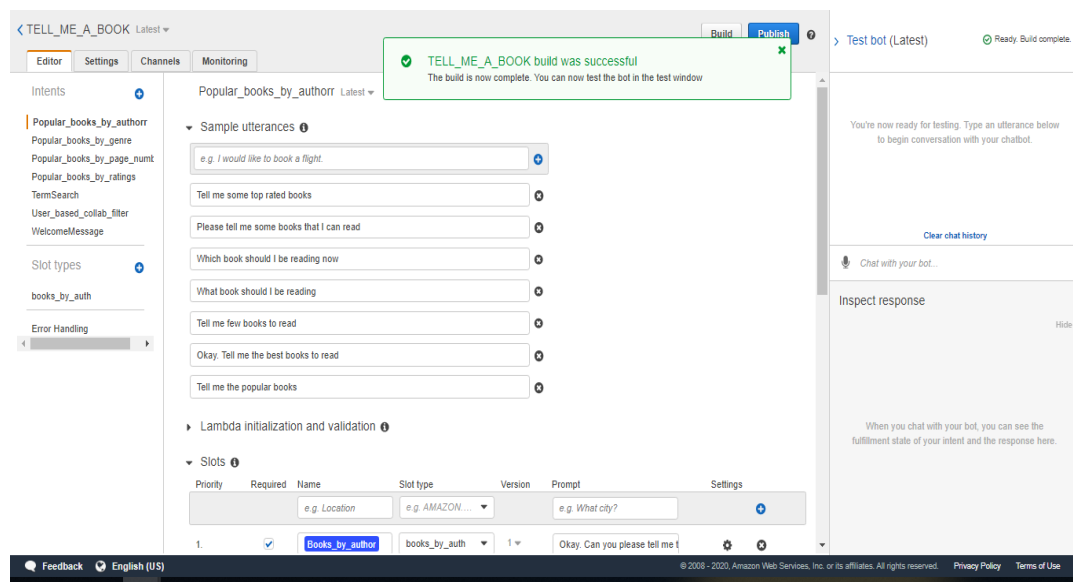 TELL_ME_A_BOOK Latest
Build
Publish
Editor
Settings
Channels
Monitoring
TELL_ME_A_BOOK build was successful
The build is now complete. You can now test the bot in the test window
Test bot (Latest)
Ready. Build complete.
Intents
Popular_books_by_authorr
Popular_books_by_genre
Popular_books_by_page_numb
Popular_books_by_ratings
TermSearch
User_based_collab_filter
WelcomeMessage
Slot types
books_by_auth
Error Handling
Popular_books_by_authorr Latest
Sample utterances
e.g. I would like to book a flight.
Tell me some top rated books
Please tell me some books that I can read
Which book should I be reading now
What book should I be reading
Tell me few books to read
Okay. Tell me the best books to read
Tell me the popular books
Lambda initialization and validation
Slots
Priority Required Name Slot type Version Prompt Settings
e.g. Location e.g. AMAZON.... e.g. What city?
1. Books_by_author books_by_auth 1 Okay. Can you please tell me t
You're now ready for testing. Type an utterance below
to begin conversation with your chatbot.
Clear chat history
Chat with your bot...
Inspect response
Hide
When you chat with your bot, you can see the
fulfillment state of your intent and the response here.
Feedback English (US)
© 2008 - 2020, Amazon Web Services, Inc. or its affiliates. All rights reserved. Privacy Policy Terms of Use